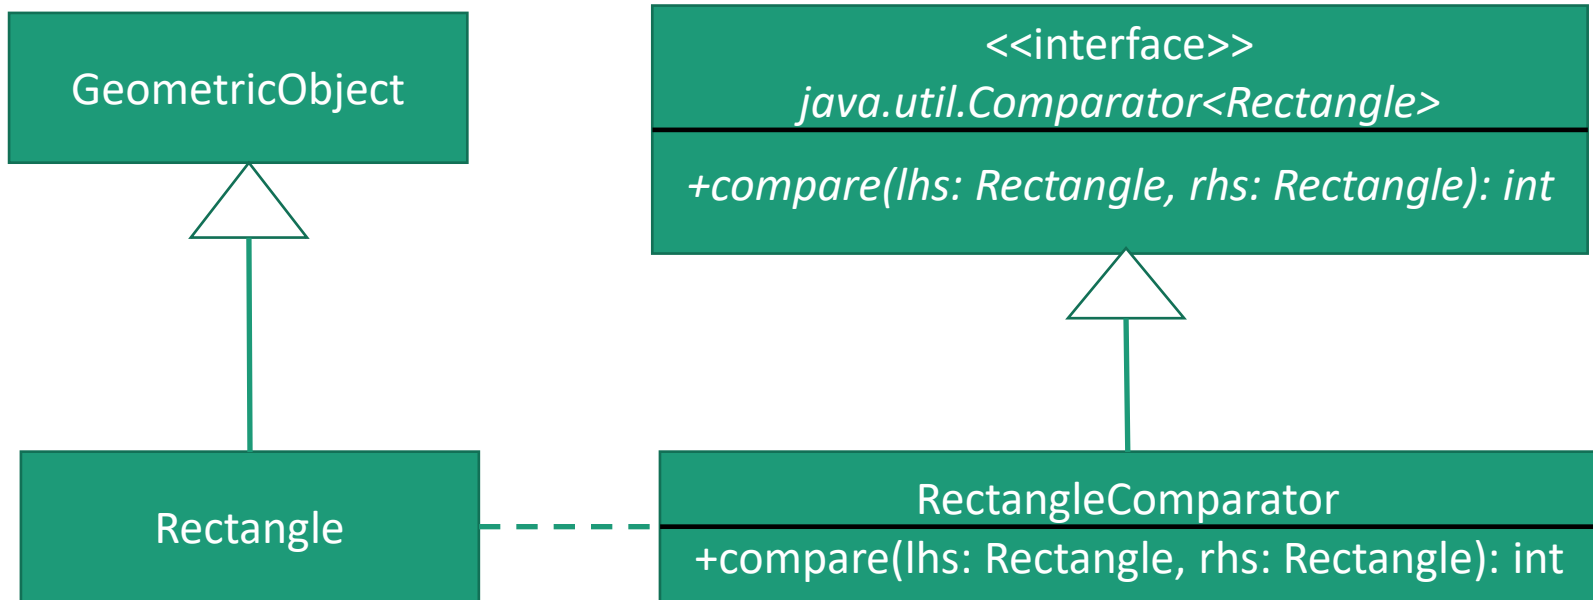 GeometricObject
<<interface>>
java.util.Comparator<Rectangle>
+compare(lhs: Rectangle, rhs: Rectangle): int
Rectangle
RectangleComparator
+compare(lhs: Rectangle, rhs: Rectangle): int